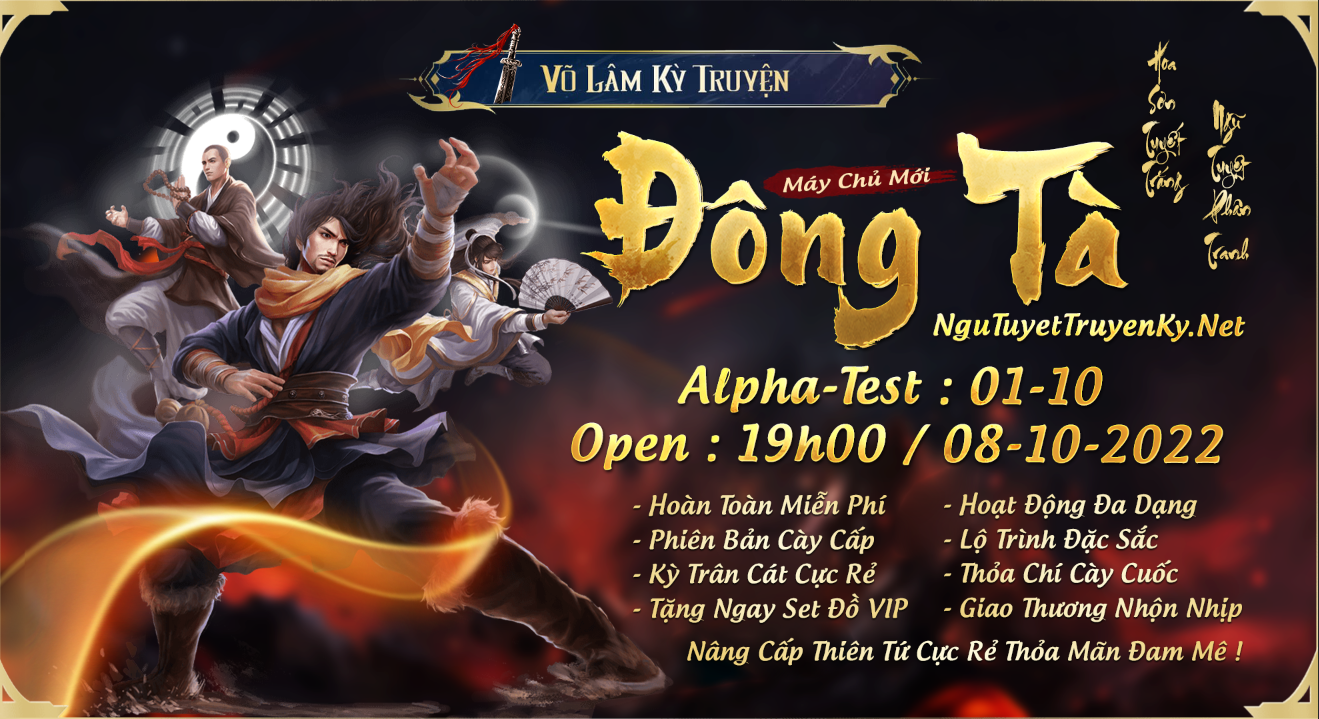 Võ Lâm Kỳ Truyện
Hoa Sơn Tuyết Trắng
Ngũ Tuyệt Phân Tranh
Máy Chủ Mới
Đông Tà
NguTuyetTruyenKy.Net
Alpha-Test : 01-10
Open : 19h00 / 08-10-2022
- Hoàn Toàn Miễn Phí
- Phiên Bản Cày Cấp
- Kỳ Trân Cát Cực Rẻ
- Tặng Ngay Set Đồ VIP
- Hoạt Động Đa Dạng
- Lộ Trình Đặc Sắc
- Thỏa Chí Cày Cuốc
- Giao Thương Nhộn Nhịp
Nâng Cấp Thiên Tứ Cực Rẻ Thỏa Mãn Đam Mê !